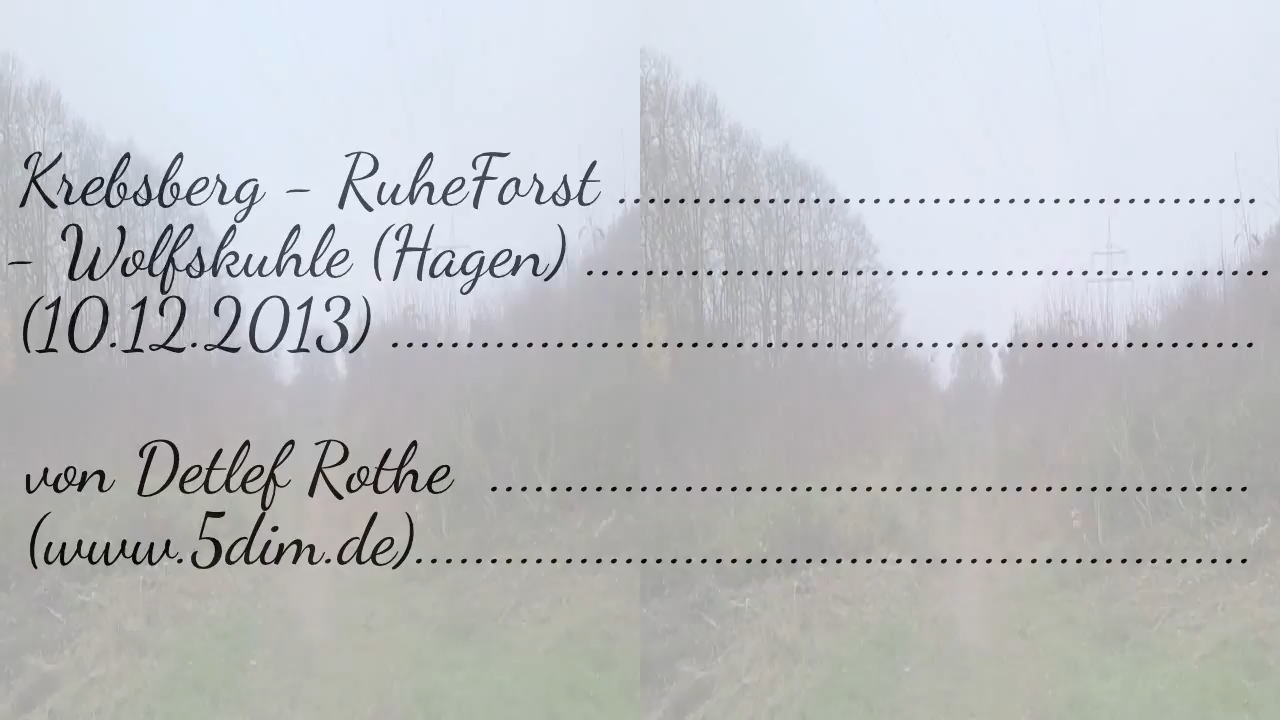 Krebsberg - RuheForst ...........................................
- Wolfskuhle (Hagen) ..............................................
(10.12.2013) ..........................................................
von Detlef Rothe ...................................................
(www.5dim.de)........................................................